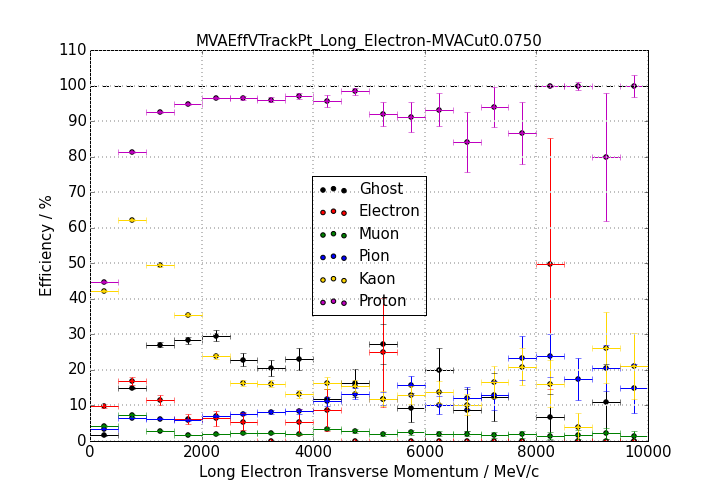 MVAEffVTrackPt_Long_Electron-MVACut0.0750
110
100
90
80
70
60
50
40
30
20
10
0
Efficiency / %
Ghost
Electron
Muon
Pion
Kaon
Proton
0 2000 4000 6000 8000 10000
Long Electron Transverse Momentum / MeV/c